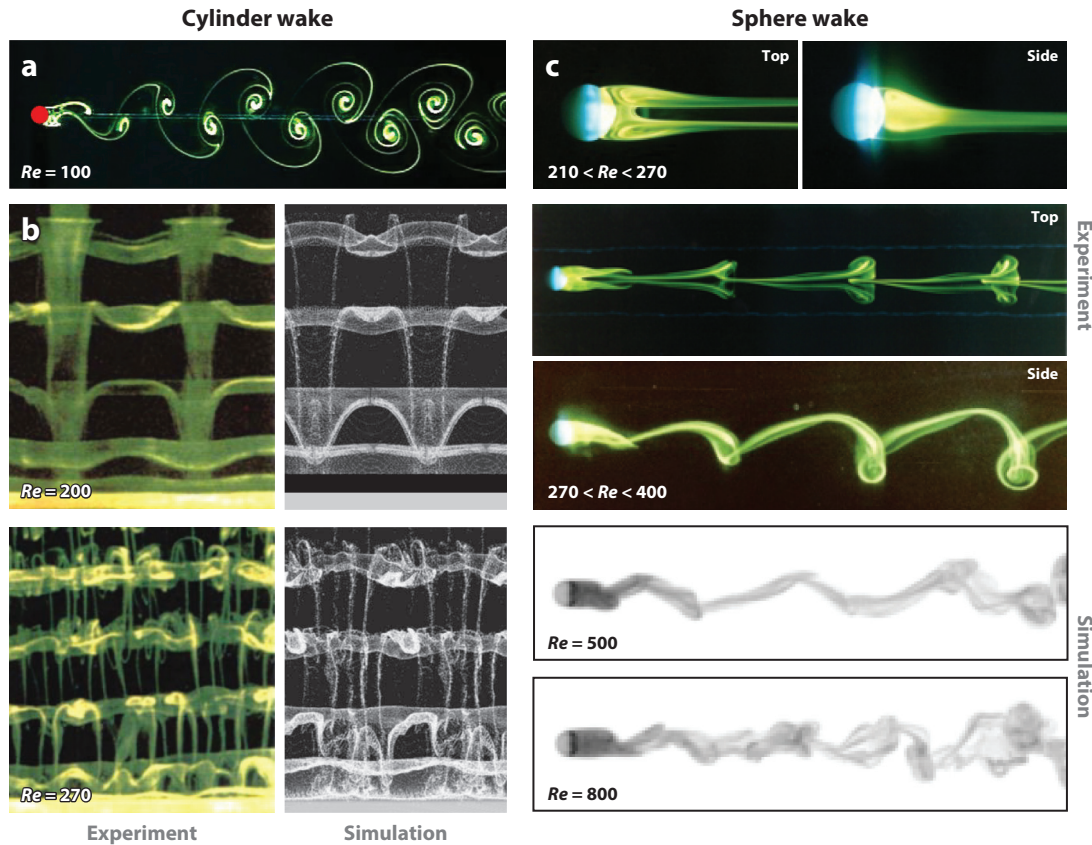 Cylinder wake
a
Re = 100
b
Re = 200
Re = 270
Experiment
Simulation
Sphere wake
c
Top
Side
210 < Re < 270
Top
Side
270 < Re < 400
Experiment
Re = 500
Re = 800
Simulation